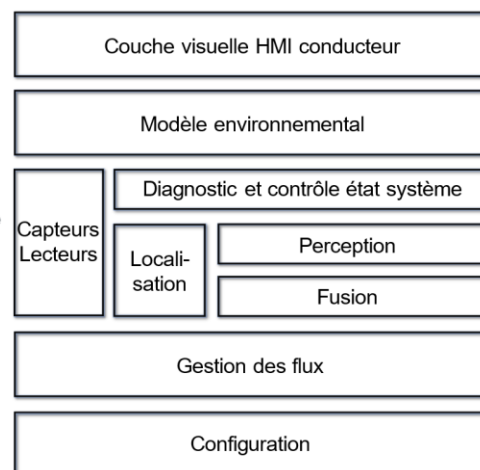 Couche visuelle HMI conducteur
Modèle environnemental
Diagnostic et contrôle état système
Capteurs
Lecteurs
Locali-
sation
Perception
Fusion
Gestion des flux
Configuration